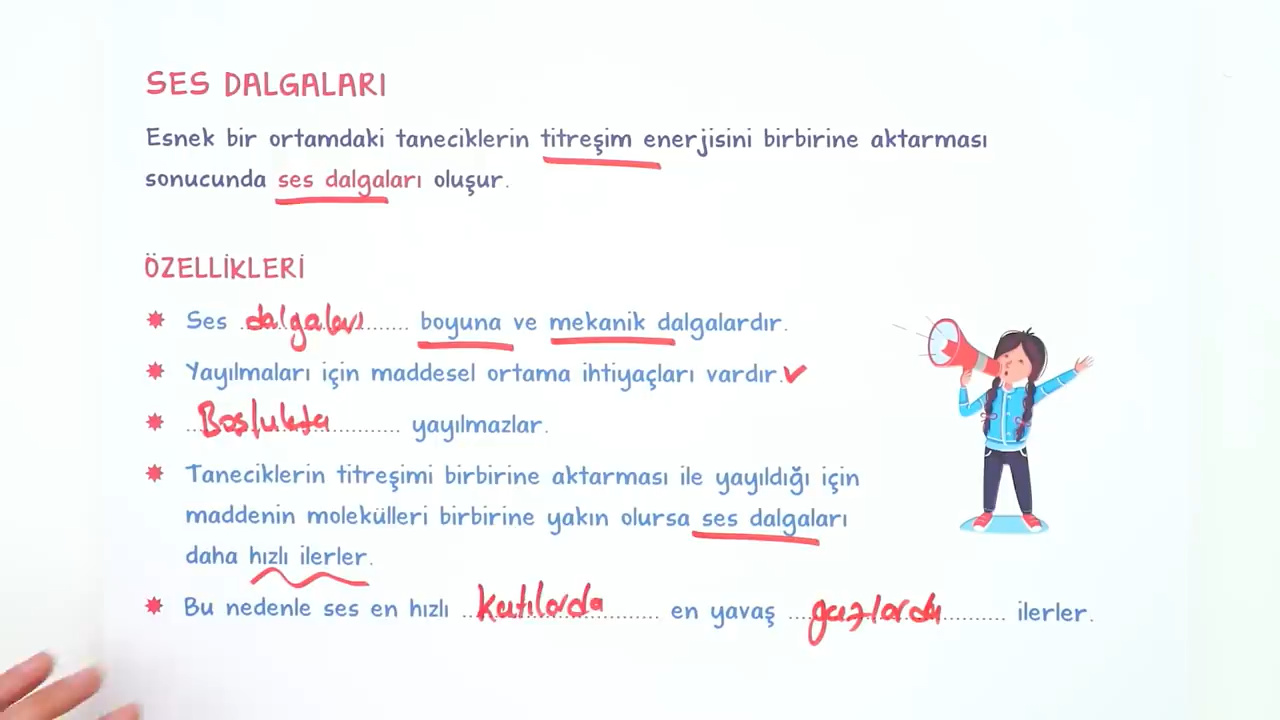 SES DALGALARI
Esnek bir ortamdaki taneciklerin titreşim enerjisini birbirine aktarması
sonucunda ses dalgaları oluşur.
ÖZELLİKLERİ
Ses dalgaları boyuna ve mekanik dalgalardır.
Yayılmaları için maddesel ortama ihtiyaçları vardır.
Boşlukta yayılmazlar.
Taneciklerin titreşimi birbirine aktarması ile yayıldığı için
maddenin molekülleri birbirine yakın olursa ses dalgaları
daha hızlı ilerler.
Bu nedenle ses en hızlı katılarda en yavaş gazlarda ilerler.